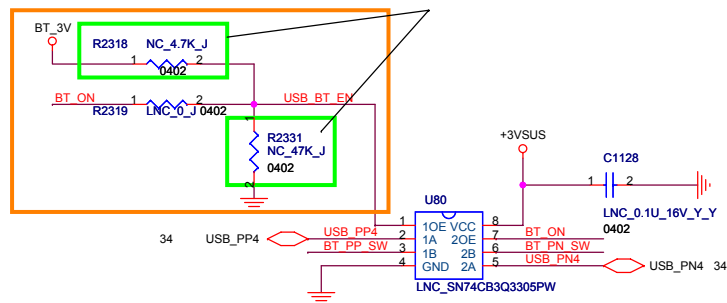 BT_3V
R2318 NC_4.7K_J
1 2
0402
BT_ON 1 2 USB_BT_EN
R2319 LNC_0_J 0402
1
R2331
NC_47K_J
0402
2
+3VSUS
C1128
1 2
LNC_0.1U_16V_Y_Y
0402
U80
1 1OE VCC 8
34 USB_PP4 USB_PP4 2 1A 2OE 7 BT_ON
BT_PP_SW 3 1B 2B 6 BT_PN_SW
4 GND 2A 5 USB_PN4 USB_PN4 34
LNC_SN74CB3Q3305PW